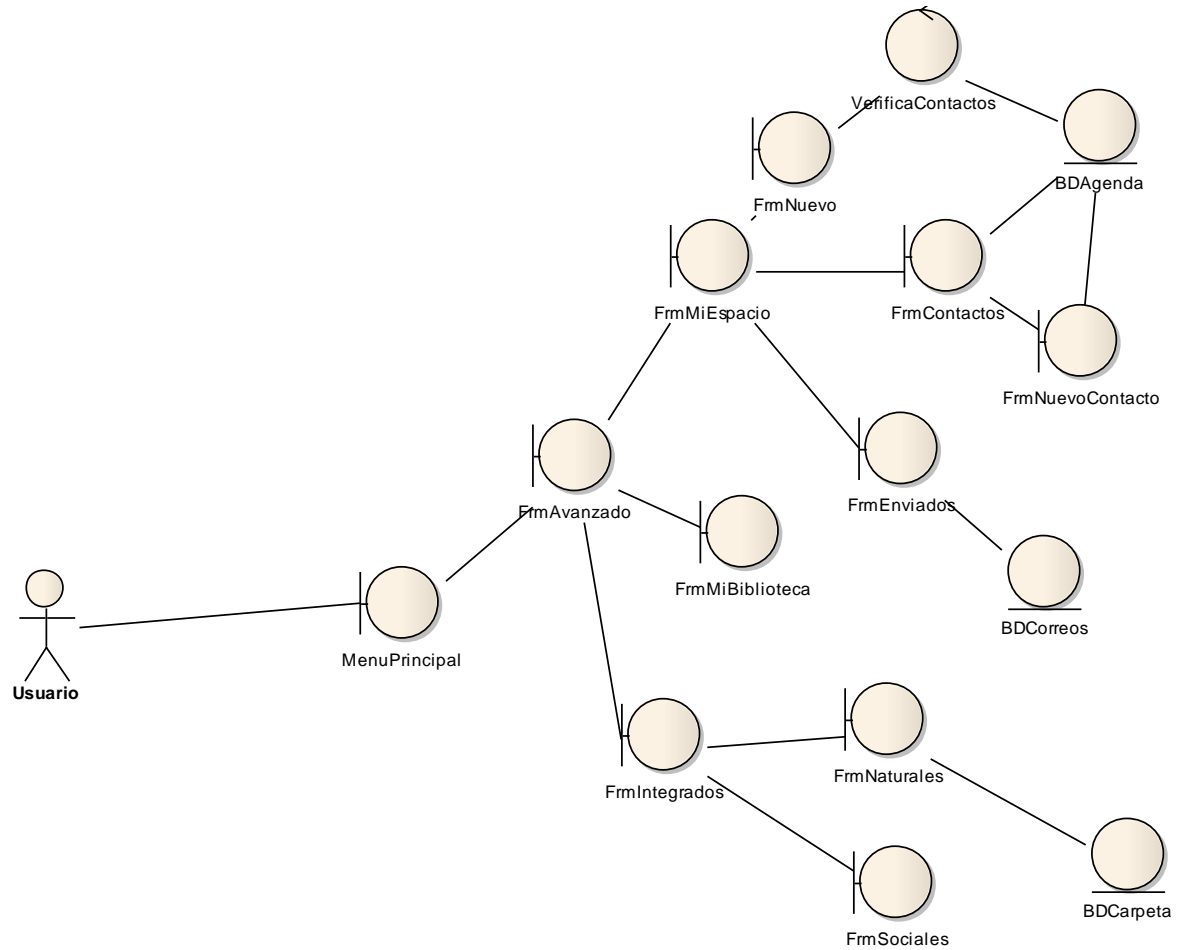 VerificaContactos
BDAgenda
FrmNuevo
FrmMiEspacio
FrmContactos
FrmNuevoContacto
FrmAvanzado
FrmEnviados
FrmMiBiblioteca
BDCorreos
MenuPrincipal
Usuario
FrmIntegrados
FrmNaturales
BDCarpeta
FrmSociales